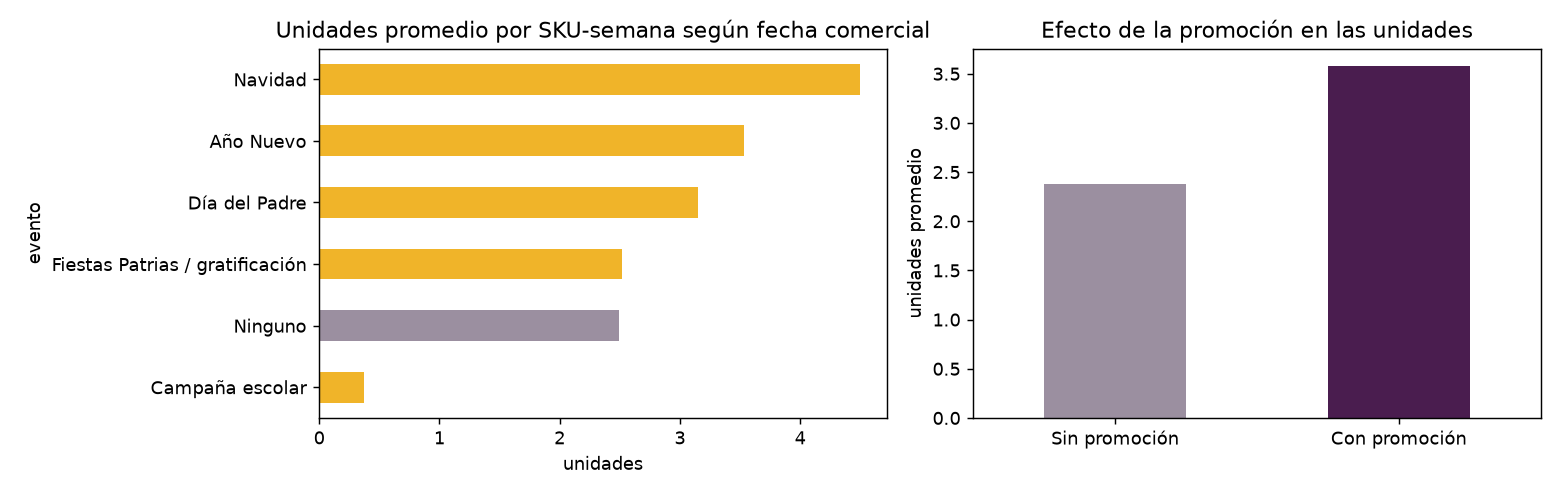 Unidades promedio por SKU-semana según fecha comercial
evento
Navidad
Año Nuevo
Día del Padre
Fiestas Patrias / gratificación
Ninguno
Campaña escolar
0 1 2 3 4
unidades
Efecto de la promoción en las unidades
unidades promedio
3.5
3.0
2.5
2.0
1.5
1.0
0.5
0.0
Sin promoción Con promoción